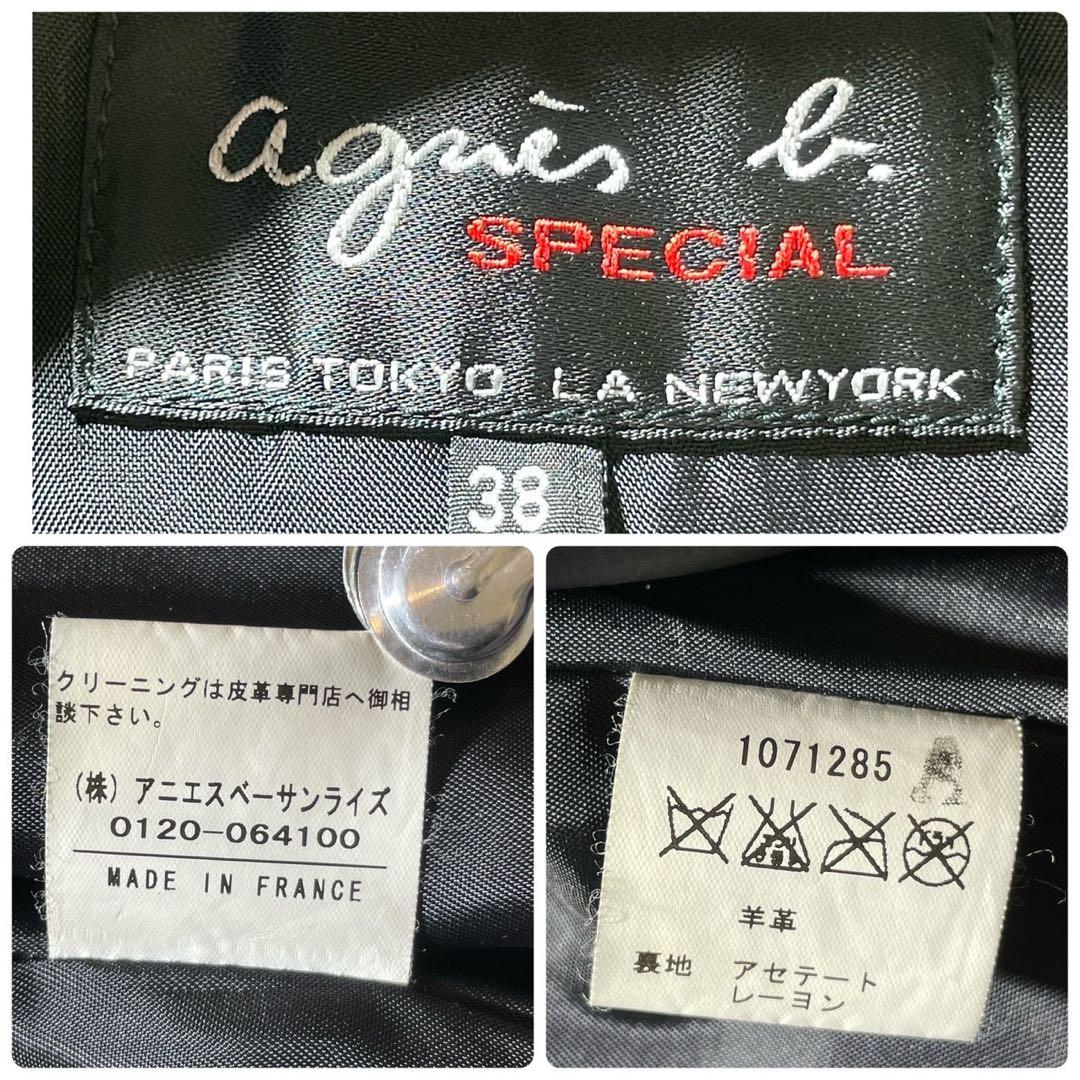 agnès b.
SPECIAL
PARIS TOKYO LA NEWYORK
38
クリーニングは皮革専門店へ御相
談下さい。
(株) アニエスベーサンライズ
0120-064100
MADE IN FRANCE
1071285 A
羊革
裏地 アセテート
レーヨン